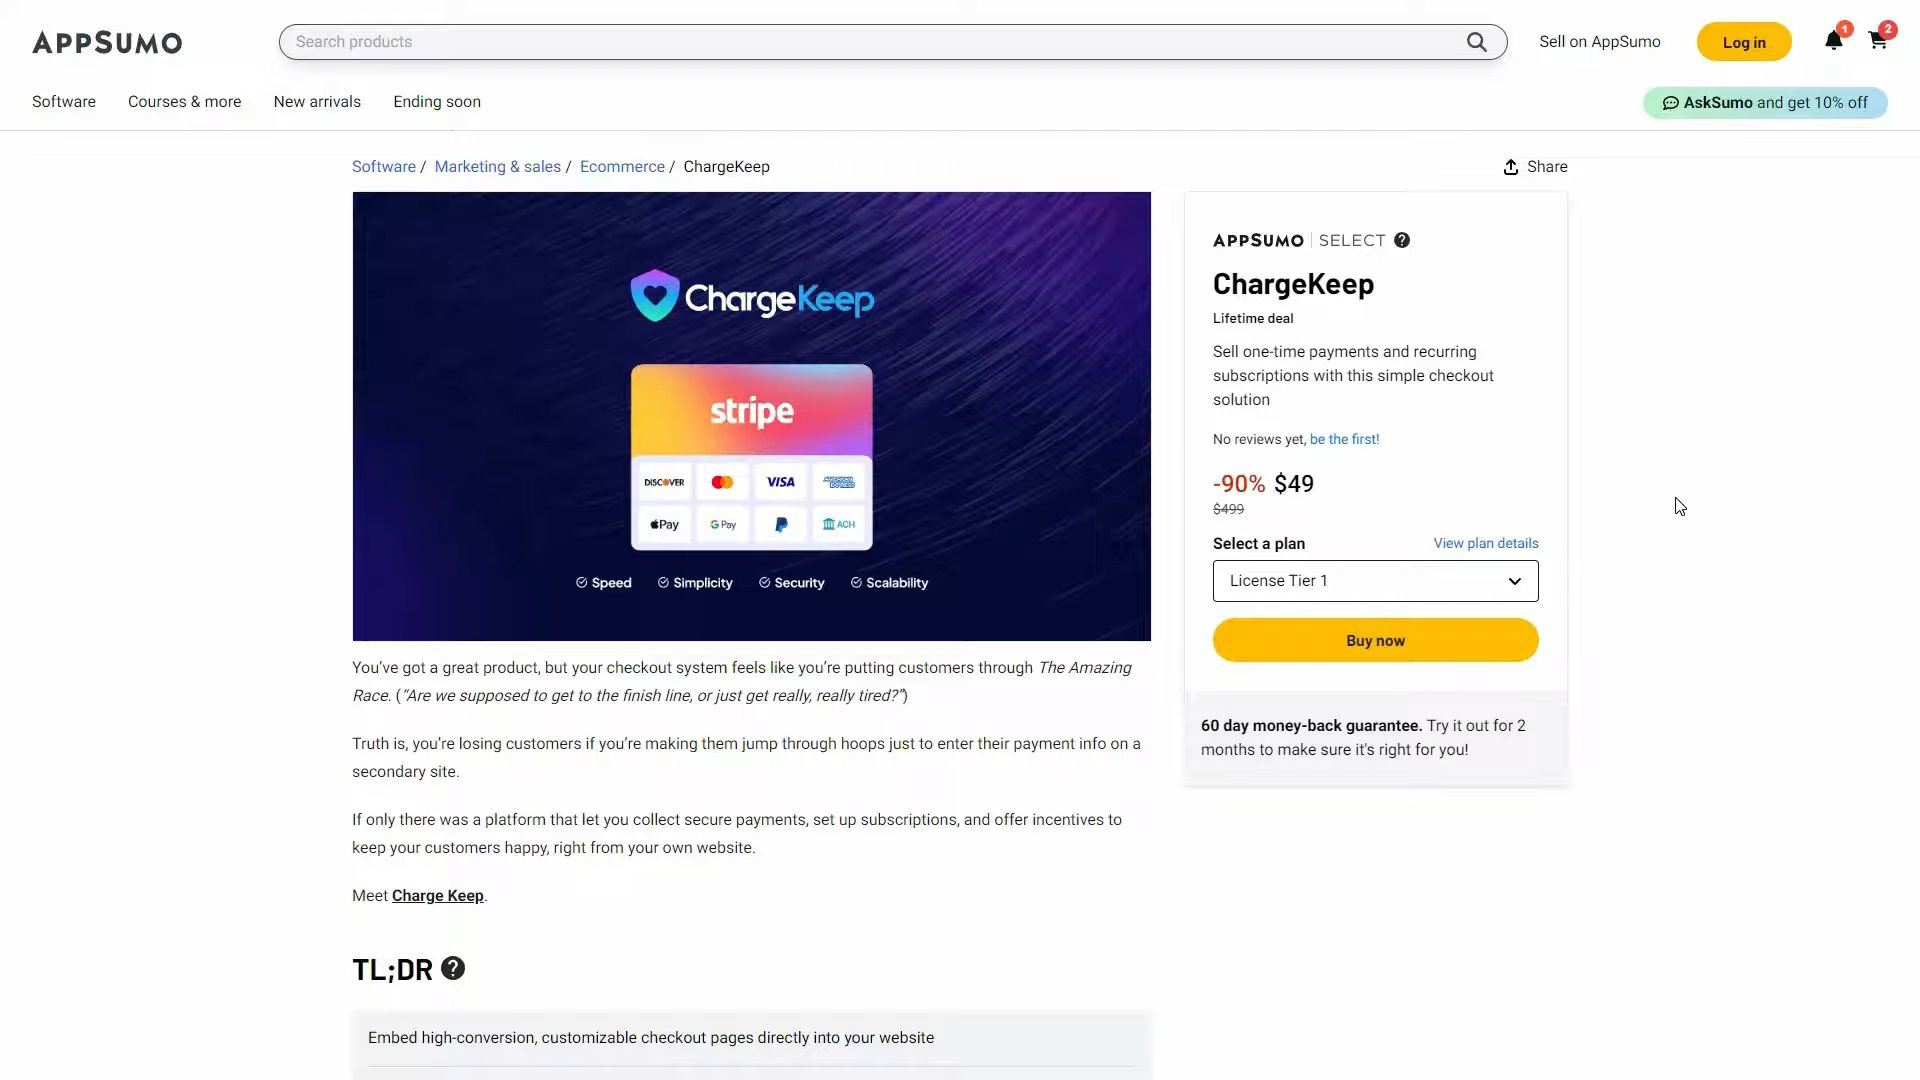 APPSUMO
Search products
Sell on AppSumo
Log in
1
2
Software
Courses & more
New arrivals
Ending soon
AskSumo and get 10% off
Software / Marketing & sales / Ecommerce / ChargeKeep
Share
ChargeKeep
stripe
DISCOVER
VISA
AMERICAN EXPRESS
Pay
G Pay
ACH
Speed
Simplicity
Security
Scalability
APPSUMO | SELECT ?
ChargeKeep
Lifetime deal
Sell one-time payments and recurring
subscriptions with this simple checkout
solution
No reviews yet, be the first!
-90% $49
$499
Select a plan
View plan details
License Tier 1
Buy now
60 day money-back guarantee. Try it out for 2
months to make sure it's right for you!
You’ve got a great product, but your checkout system feels like you’re putting customers through The Amazing
Race. (“Are we supposed to get to the finish line, or just get really, really tired?”)
Truth is, you’re losing customers if you’re making them jump through hoops just to enter their payment info on a
secondary site.
If only there was a platform that let you collect secure payments, set up subscriptions, and offer incentives to
keep your customers happy, right from your own website.
Meet Charge Keep.
TL;DR ?
Embed high-conversion, customizable checkout pages directly into your website